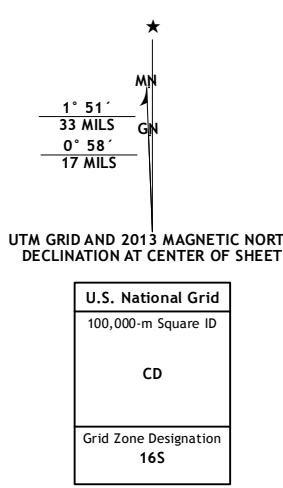 MN
1° 51´
33 MILS
GN
0° 58´
17 MILS
UTM GRID AND 2013 MAGNETIC NORT
DECLINATION AT CENTER OF SHEET
U.S. National Grid
100,000-m Square ID
CD
Grid Zone Designation
16S